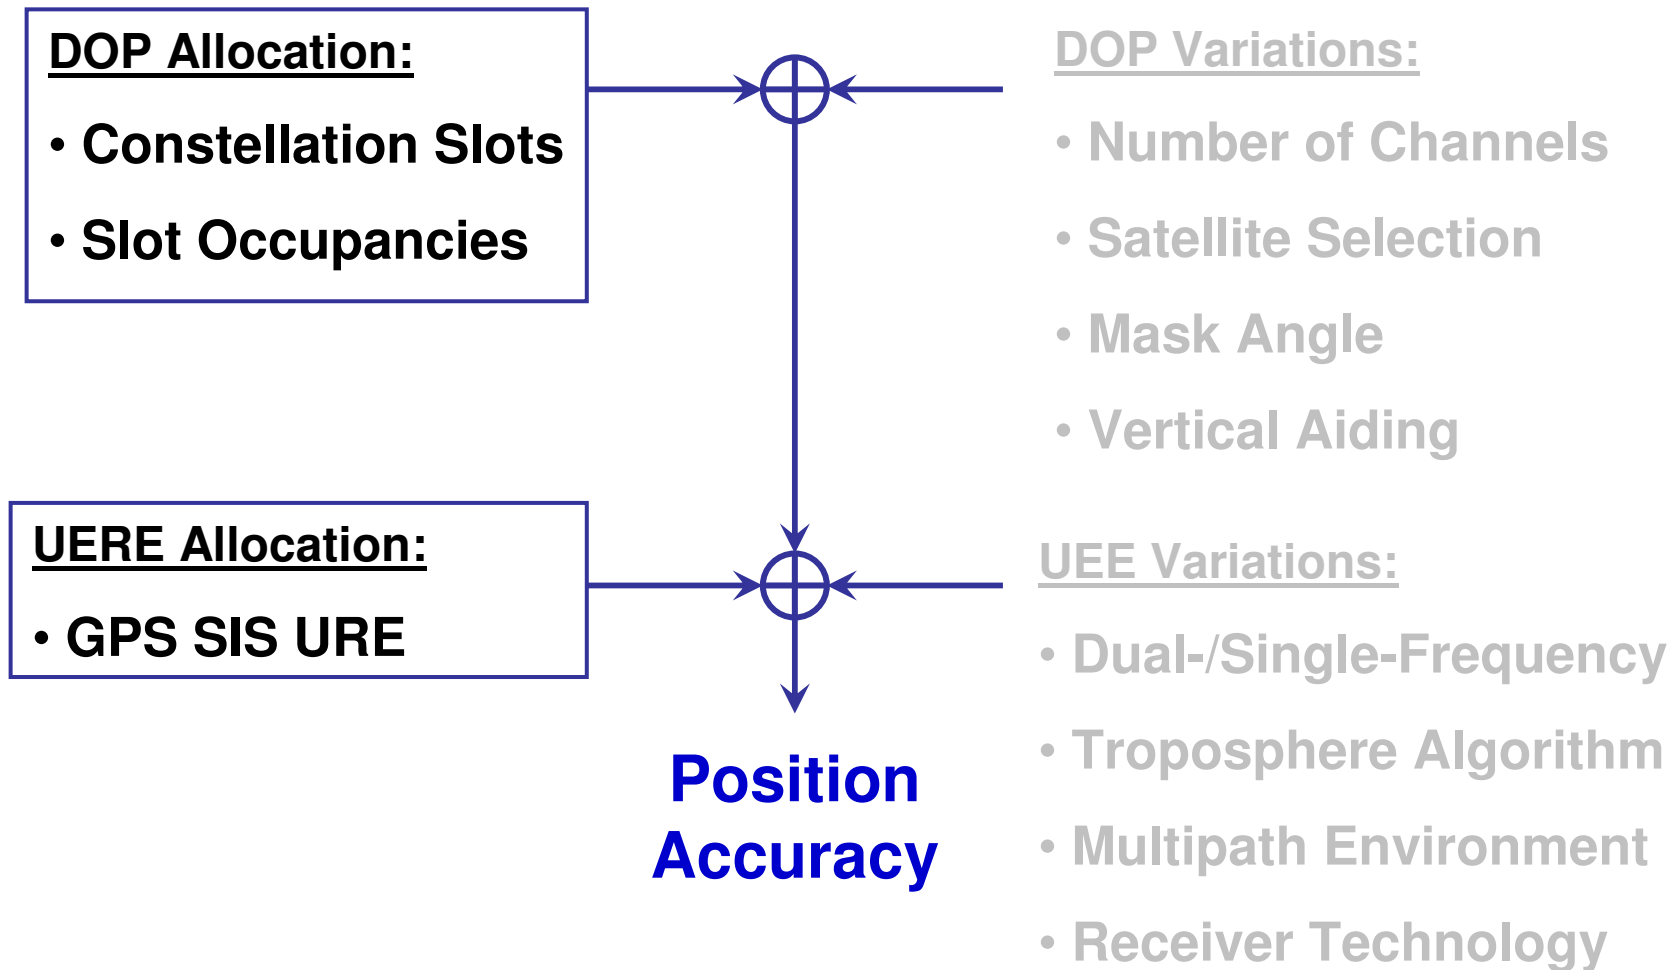 DOP Allocation:
• Constellation Slots
• Slot Occupancies
DOP Variations:
• Number of Channels
• Satellite Selection
• Mask Angle
• Vertical Aiding
UERE Allocation:
• GPS SIS URE
UEE Variations:
• Dual-/Single-Frequency
• Troposphere Algorithm
• Multipath Environment
• Receiver Technology
Position
Accuracy